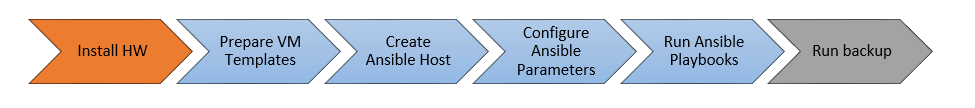 Install HW
Prepare VM
Templates
Create
Ansible Host
Configure
Ansible
Parameters
Run Ansible
Playbooks
Run backup